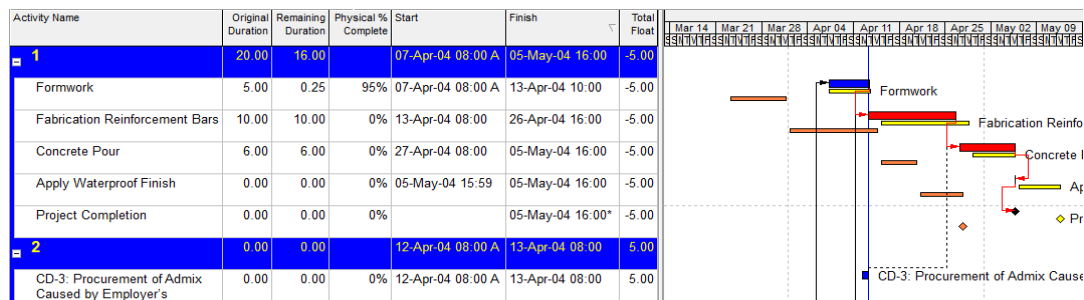 Activity Name Original Duration Remaining Duration Physical % Complete Start Finish Total Float
Mar 14 Mar 21 Mar 28 Apr 04 Apr 11 Apr 18 Apr 25 May 02 May 09
1 20.00 16.00 07-Apr-04 08:00 A 05-May-04 16:00 -5.00
Formwork 5.00 0.25 95% 07-Apr-04 08:00 A 13-Apr-04 10:00 -5.00 Formwork
Fabrication Reinforcement Bars 10.00 10.00 0% 13-Apr-04 08:00 26-Apr-04 16:00 -5.00 Fabrication Reinfo
Concrete Pour 6.00 6.00 0% 27-Apr-04 08:00 05-May-04 16:00 -5.00 Concrete
Apply Waterproof Finish 0.00 0.00 0% 05-May-04 15:59 05-May-04 16:00 -5.00 Ap
Project Completion 0.00 0.00 0% 05-May-04 16:00* -5.00 Pr
2 0.00 0.00 12-Apr-04 08:00 A 13-Apr-04 08:00 5.00
CD-3: Procurement of Admix 0.00 0.00 0% 12-Apr-04 08:00 A 13-Apr-04 08:00 5.00 CD-3: Procurement of Admix Cause
Caused by Employer's